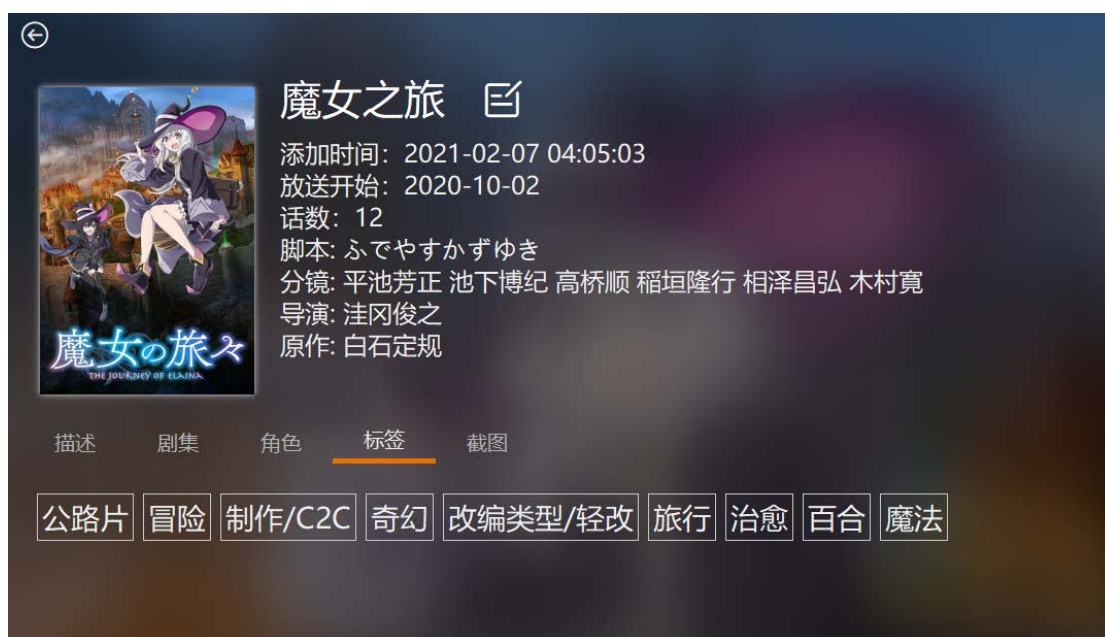 魔女之旅
添加时间：2021-02-07 04:05:03
放送开始：2020-10-02
话数：12
脚本: ふでやすかずゆき
分镜: 平池芳正 池下博纪 高桥顺 稲垣隆行 相泽昌弘 木村寛
导演: 洼冈俊之
原作: 白石定规
魔女の旅々
THE JOURNEY OF ELAINA
描述 剧集 角色 标签 截图
公路片 冒险 制作/C2C 奇幻 改编类型/轻改 旅行 治愈 百合 魔法